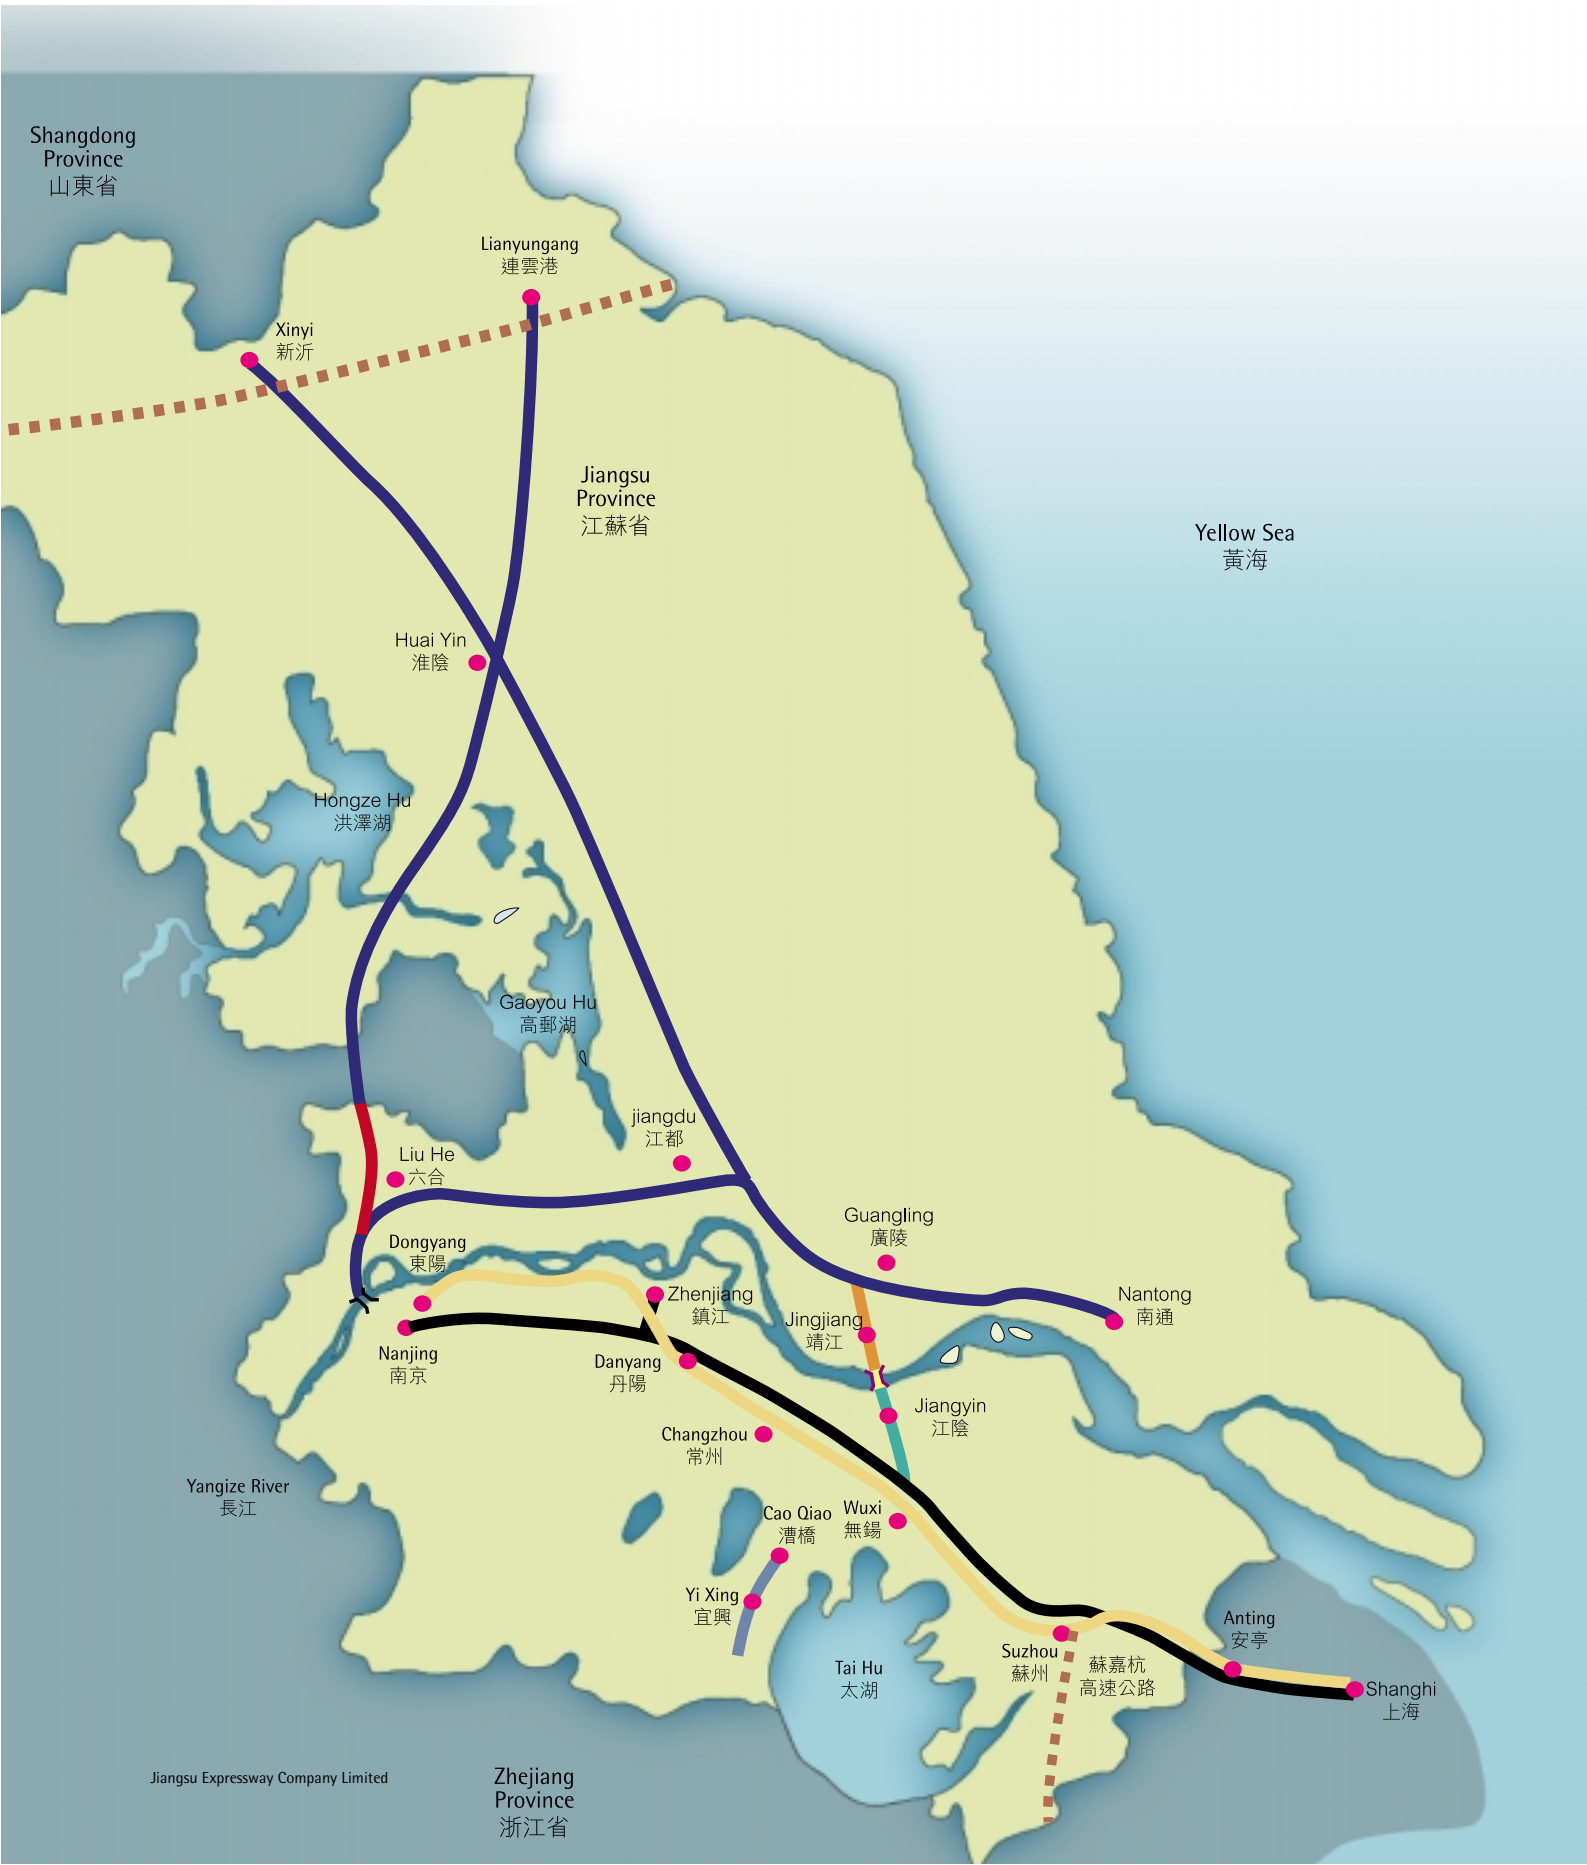 Shangdong
Province
山東省
Lianyungang
連雲港
Xinyi
新沂
Jiangsu
Province
江蘇省
Yellow Sea
黃海
Huai Yin
淮陰
Hongze Hu
洪澤湖
Gaoyou Hu
高郵湖
jiangdu
江都
Liu He
六合
Guangling
廣陵
Dongyang
東陽
Zhenjiang
鎮江
Nantong
南通
Jingjiang
靖江
Nanjing
南京
Danyang
丹陽
Jiangyin
江陰
Changzhou
常州
Yangize River
長江
Cao Qiao
漕橋
Wuxi
無錫
Yi Xing
宜興
Anting
安亭
Suzhou
蘇州
蘇嘉杭
高速公路
Tai Hu
太湖
Shanghi
上海
Jiangsu Expressway Company Limited
Zhejiang
Province
浙江省